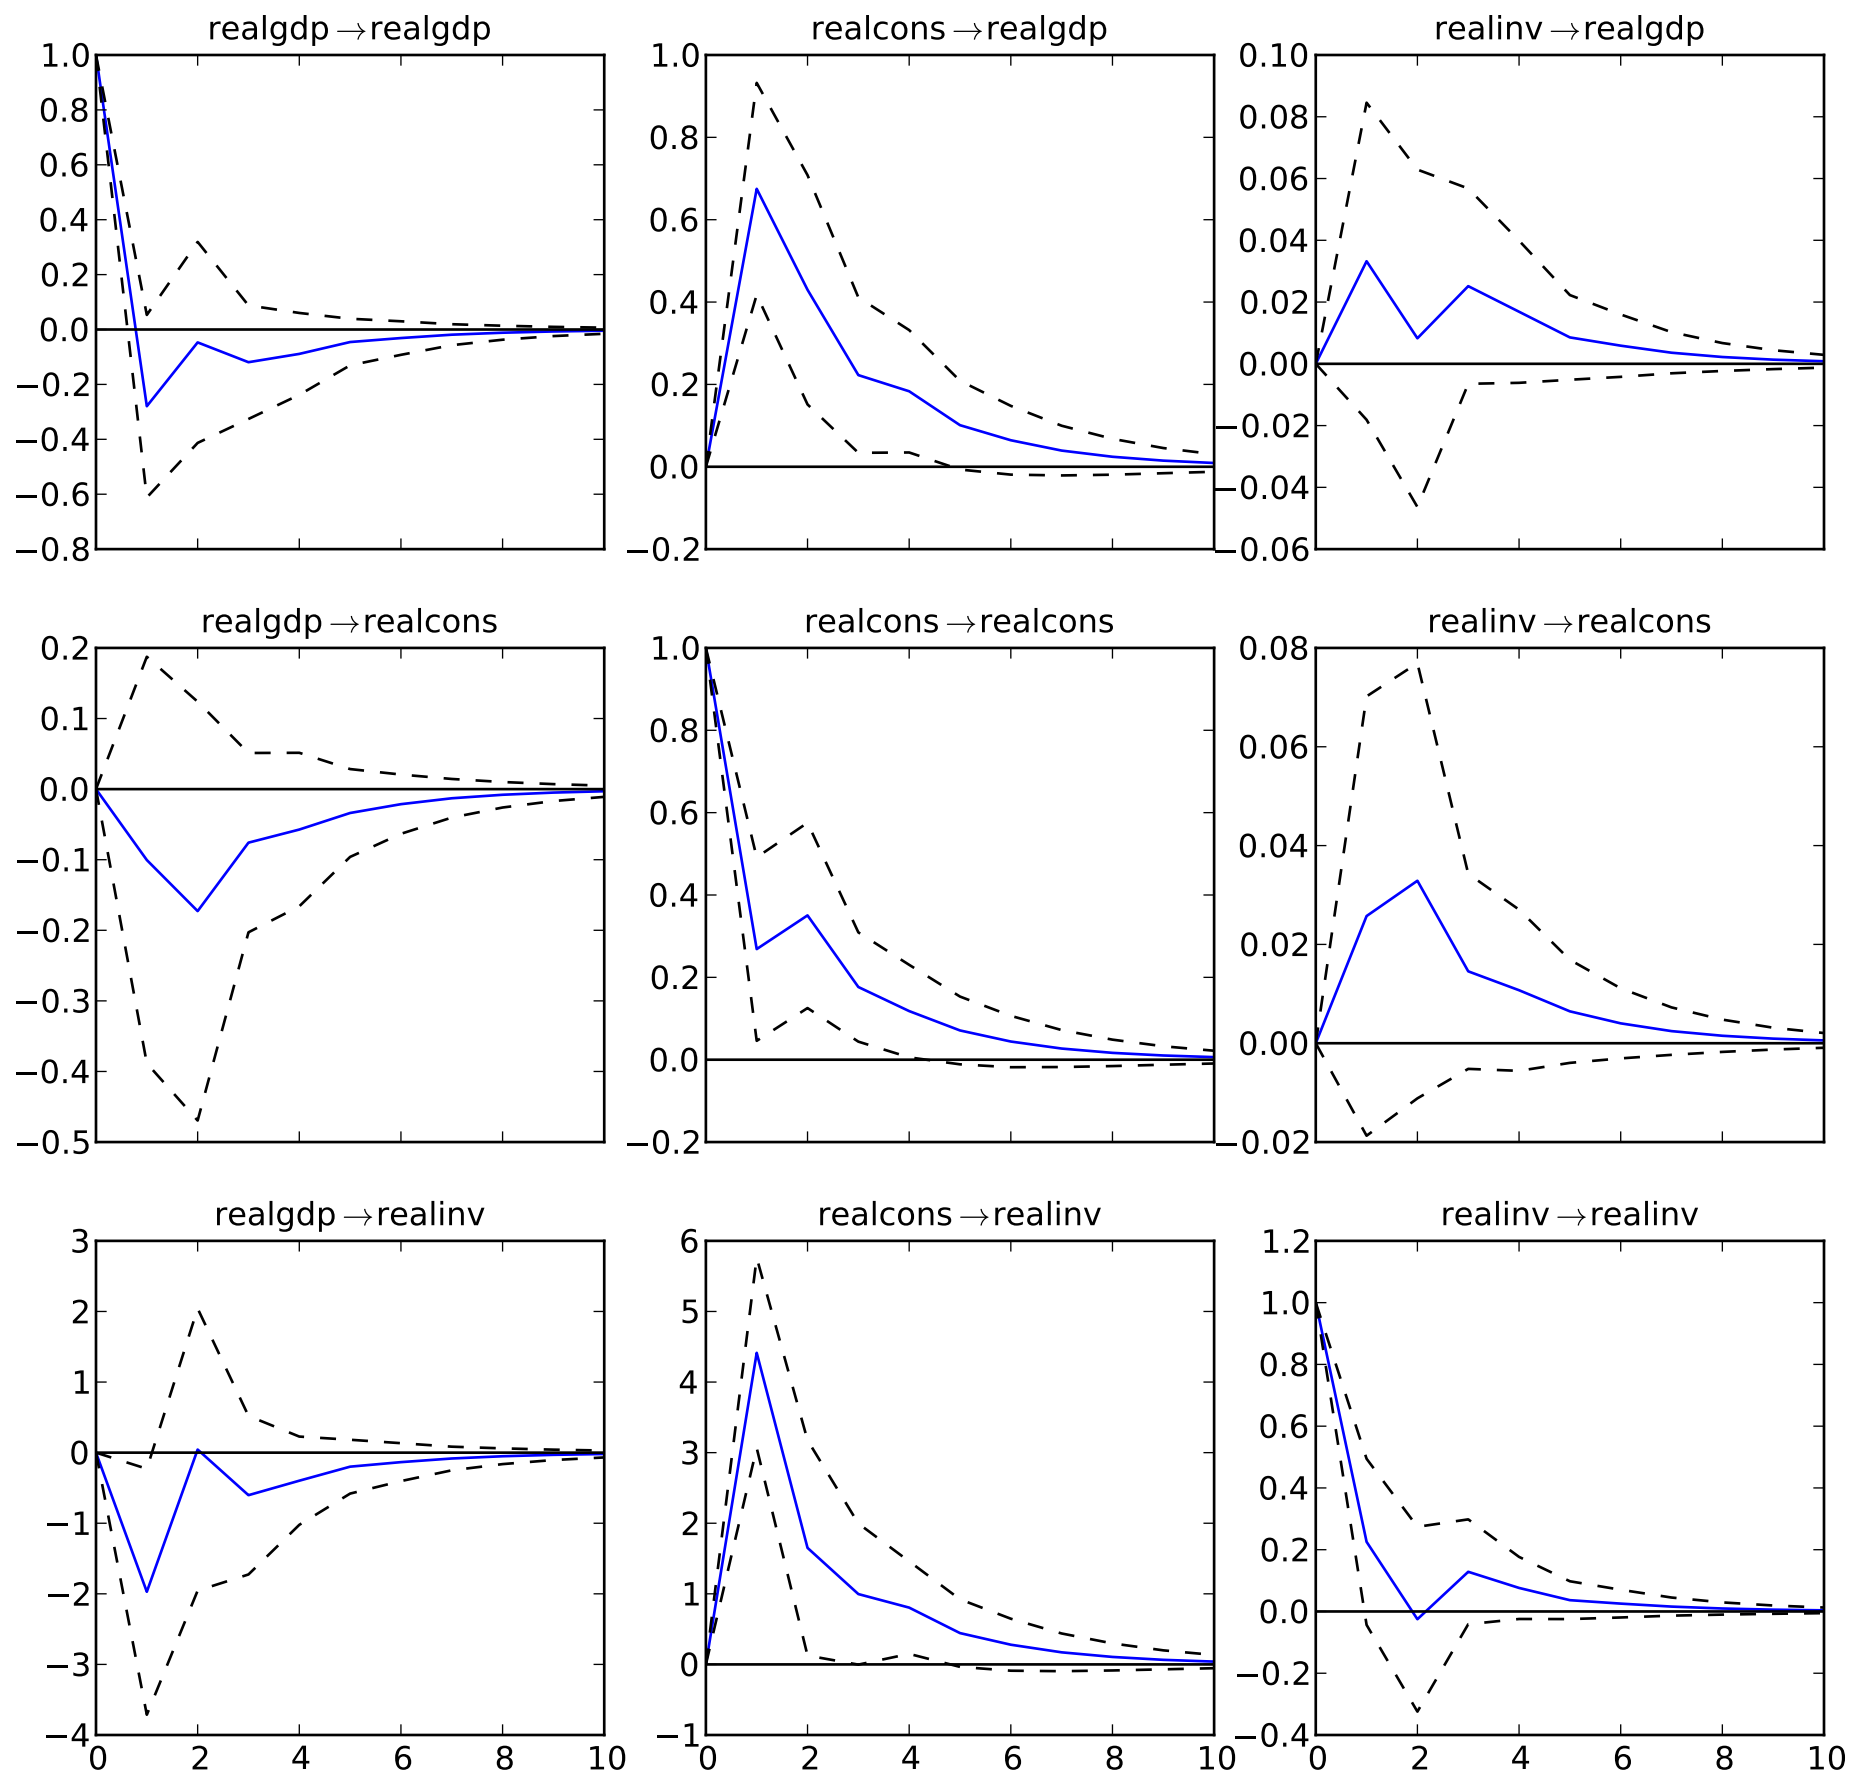 realgdp→realgdp realcons→realgdp realinv→realgdp
1.0 1.0 0.10
0.8 0.8 0.08
0.6 0.6 0.06
0.4 0.4 0.04
0.2 0.2 0.02
0.0 0.0 0.00
−0.2 −0.2 −0.02
−0.4 −0.04
−0.6 −0.06
−0.8
realgdp→realcons realcons→realcons realinv→realcons
0.2 1.0 0.08
0.1 0.8 0.06
0.0 0.6 0.04
−0.1 0.4 0.02
−0.2 0.2 0.00
−0.3 0.0 −0.02
−0.4 −0.2
−0.5
realgdp→realinv realcons→realinv realinv→realinv
3 6 1.2
2 5 1.0
1 4 0.8
0 3 0.6
−1 2 0.4
−2 1 0.2
−3 0 0.0
−4 −1 −0.2
−0.4
0 2 4 6 8 10 0 2 4 6 8 10 0 2 4 6 8 10